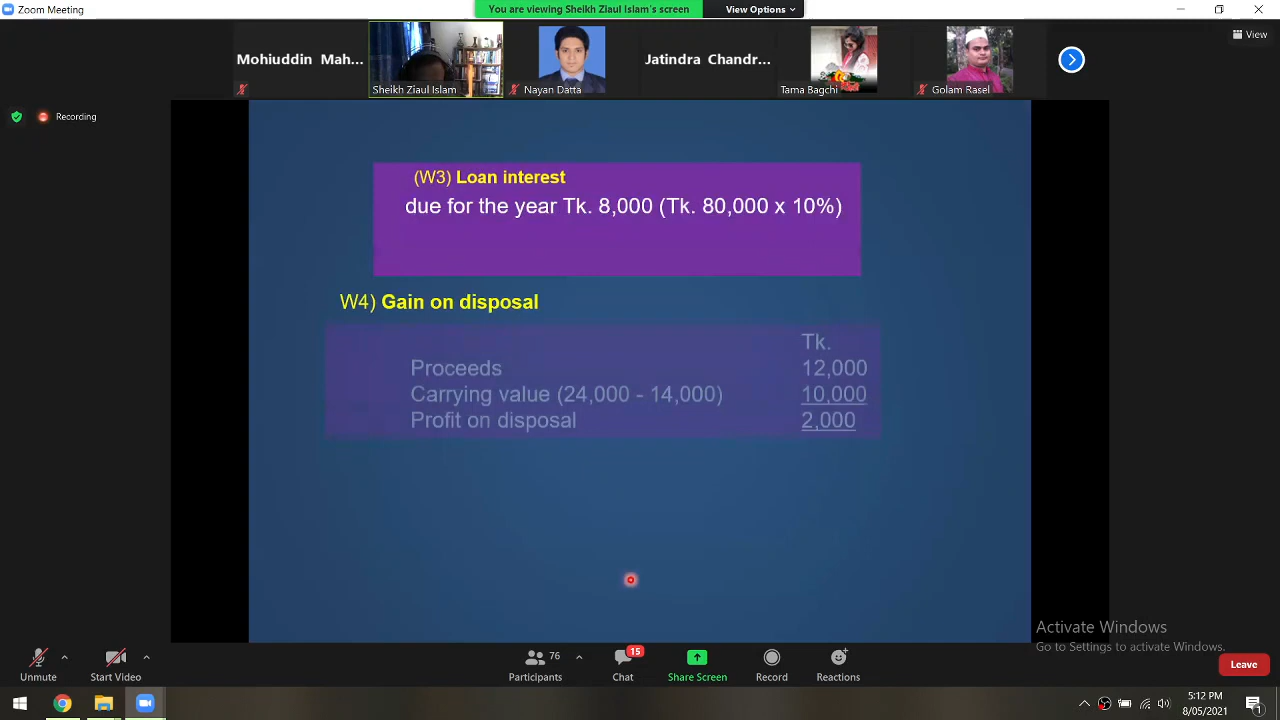 Zoom Meeting
You are viewing Sheikh Ziaul Islam's screen
View Options
Mohiuddin Mah...
Sheikh Ziaul Islam
Nayan Datta
Jatindra Chandr...
Tama Bagchi
Golam Rasel
View
Recording
(W3) Loan interest
due for the year Tk. 8,000 (Tk. 80,000 x 10%)
W4) Gain on disposal
Tk.
Proceeds 12,000
Carrying value (24,000 - 14,000) 10,000
Profit on disposal 2,000
Activate Windows
Go to Settings to activate Windows.
Unmute
Start Video
76
Participants
15
Chat
Share Screen
Record
Reactions
Leave
5:12 PM
8/05/2021
1